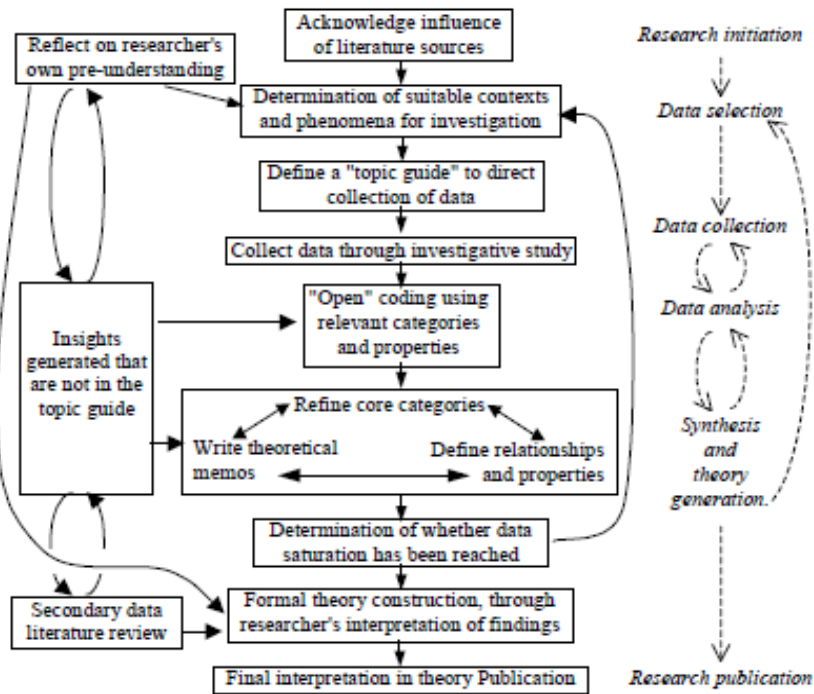 Acknowledge influence
of literature sources
Research initiation
Reflect on researcher's
own pre-understanding
Determination of suitable contexts
and phenomena for investigation
Data selection
Define a "topic guide" to direct
collection of data
Data collection
Collect data through investigative study
"Open" coding using
relevant categories
and properties
Data analysis
Insights
generated that
are not in the
topic guide
Refine core categories
Write theoretical
memos
Define relationships
and properties
Synthesis
and
theory
generation.
Determination of whether data
saturation has been reached
Secondary data
literature review
Formal theory construction, through
researcher's interpretation of findings
Final interpretation in theory Publication
Research publication